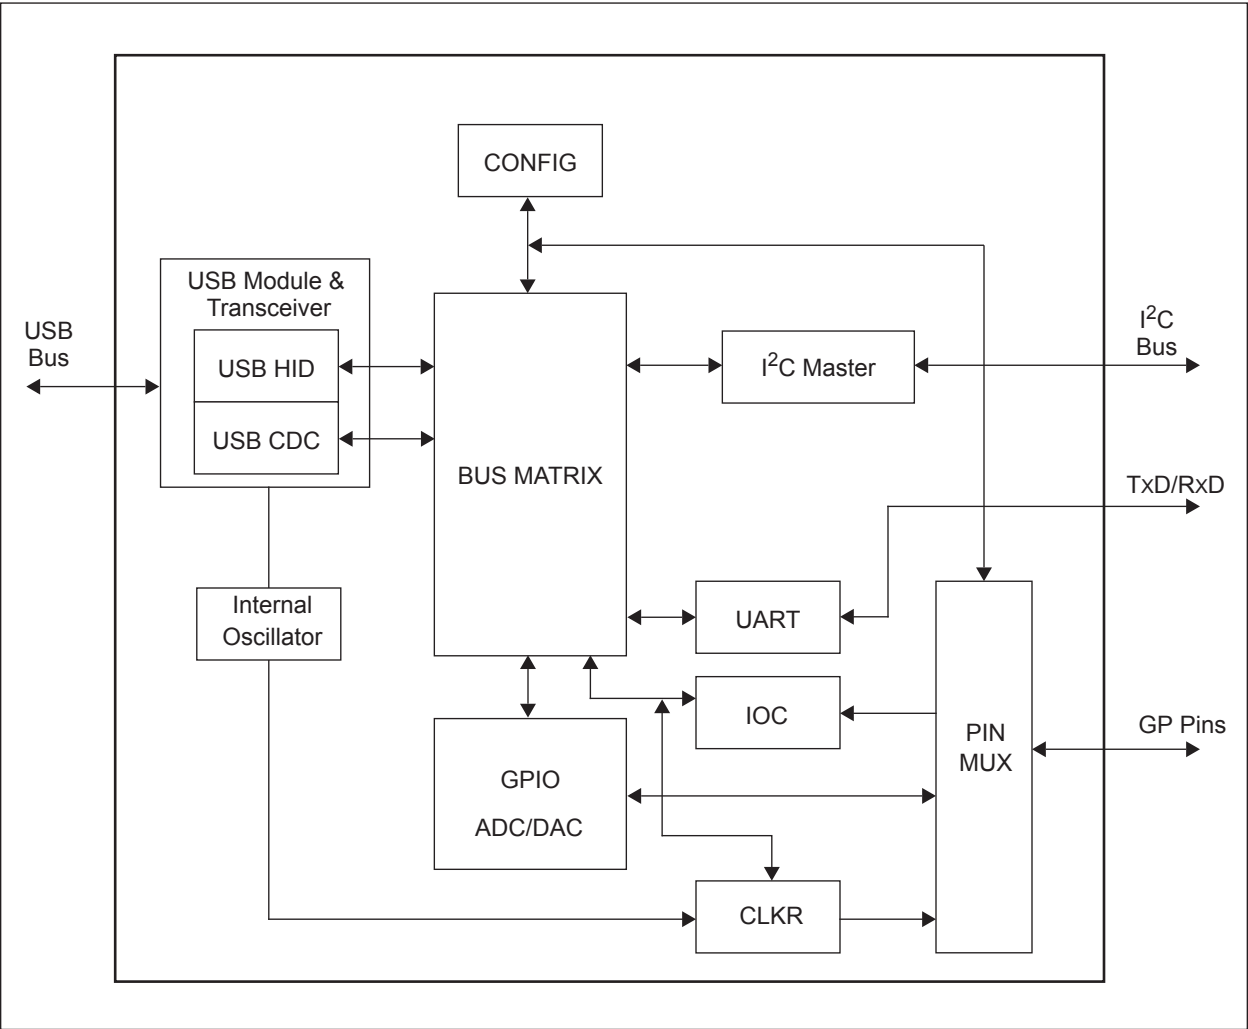 CONFIG
USB Module &
Transceiver
USB
Bus
USB HID
USB CDC
BUS MATRIX
I²C Master
I²C
Bus
TxD/RxD
Internal
Oscillator
UART
IOC
PIN
MUX
GP Pins
GPIO
ADC/DAC
CLKR